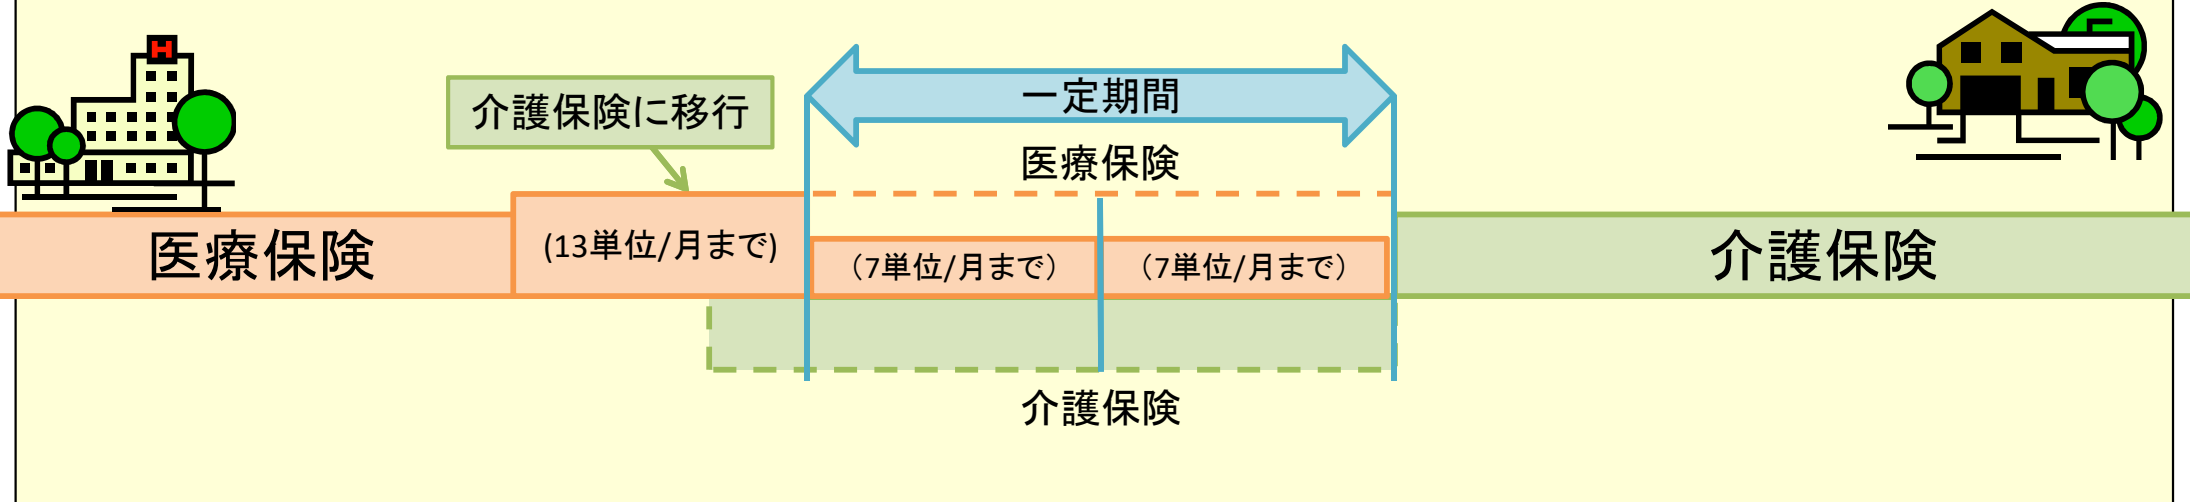 H
介護保険に移行
一定期間
医療保険
医療保険
(13単位/月まで)
（7単位/月まで）
（7単位/月まで）
介護保険
介護保険